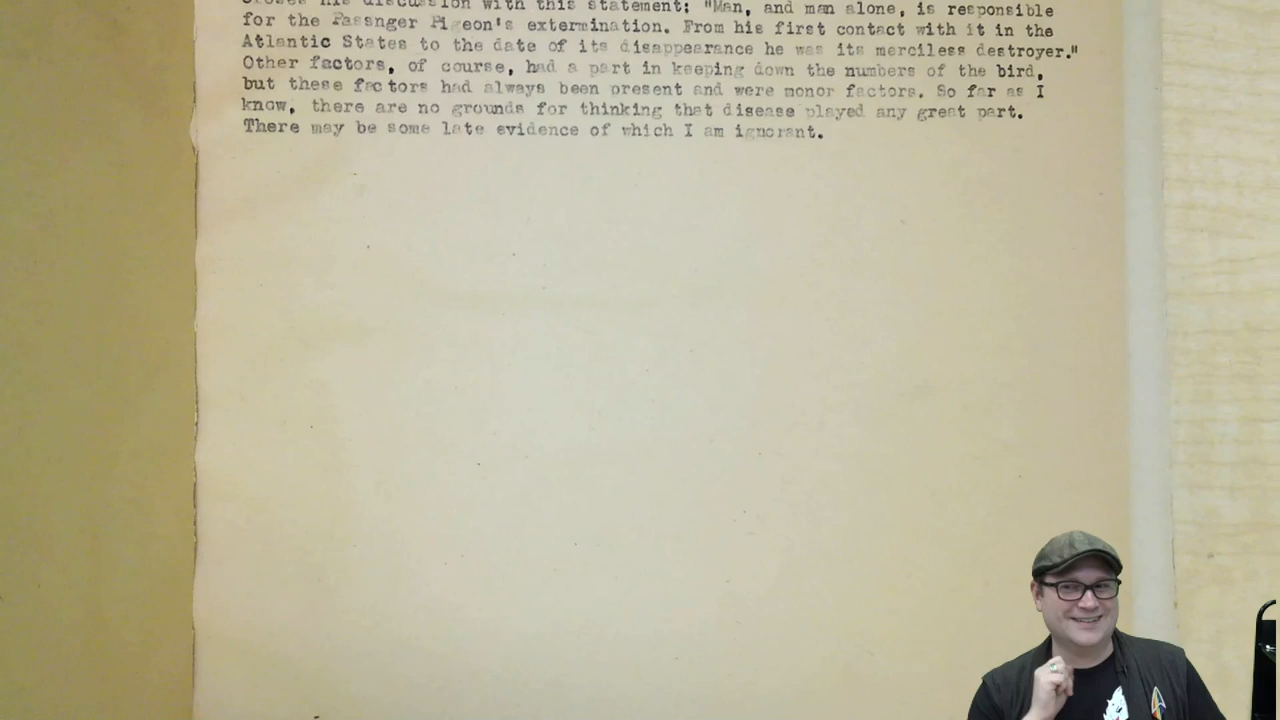 closes his discussion with this statement: "Man, and man alone, is responsible
for the Passnger Pigeon's extermination. From his first contact with it in the
Atlantic States to the date of its disappearance he was its merciless destroyer."
Other factors, of course, had a part in keeping down the numbers of the bird,
but these factors had always been present and were monor factors. So far as I
know, there are no grounds for thinking that disease played any great part.
There may be some late evidence of which I am ignorant.